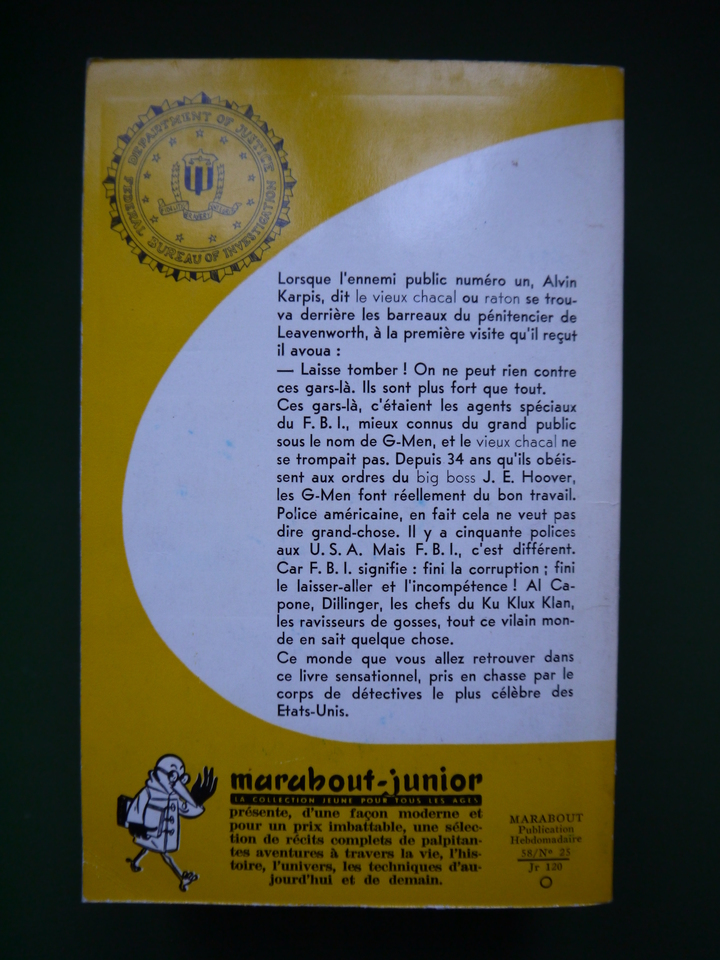 DEPARTMENT OF JUSTICE
FEDERAL BUREAU OF INVESTIGATION
Lorsque l'ennemi public numéro un, Alvin
Karpis, dit le vieux chacal ou raton se trou-
va derrière les barreaux du pénitencier de
Leavenworth, à la première visite qu'il reçut
il avoua :
— Laisse tomber ! On ne peut rien contre
ces gars-là. Ils sont plus fort que tout.
Ces gars-là, c'étaient les agents spéciaux
du F. B. I., mieux connus du grand public
sous le nom de G-Men, et le vieux chacal ne
se trompait pas. Depuis 34 ans qu'ils obéis-
sent aux ordres du big boss J. E. Hoover,
les G-Men font réellement du bon travail.
Police américaine, en fait cela ne veut pas
dire grand-chose. Il y a cinquante polices
aux U. S. A. Mais F. B. I., c'est différent.
Car F. B. I. signifie : fini la corruption ; fini
le laisser-aller et l'incompétence ! Al Ca-
pone, Dillinger, les chefs du Ku Klux Klan,
les ravisseurs de gosses, tout ce vilain mon-
de en sait quelque chose.
Ce monde que vous allez retrouver dans
ce livre sensationnel, pris en chasse par le
corps de détectives le plus célèbre des
Etats-Unis.
marabout-junior
LA COLLECTION JEUNE POUR TOUS LES AGES
présente, d'une façon moderne et
pour un prix imbattable, une sélec-
tion de récits complets de palpitan-
tes aventures à travers la vie, l'his-
toire, l'univers, les techniques d'au-
jourd'hui et de demain.
MARABOUT
Publication
Hebdomadaire
58/Nº 25
Jr 120